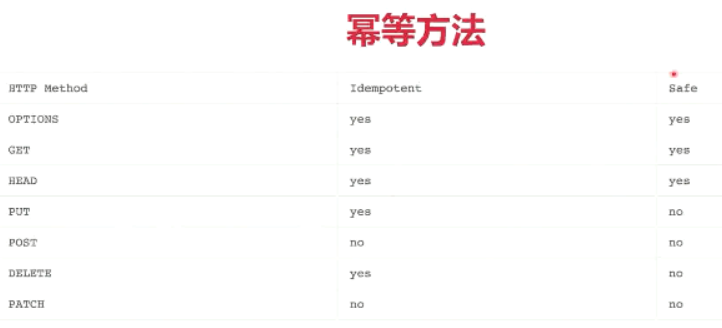 幂等方法
HTTP Method Idempotent Safe
OPTIONS yes yes
GET yes yes
HEAD yes yes
PUT yes no
POST no no
DELETE yes no
PATCH no no